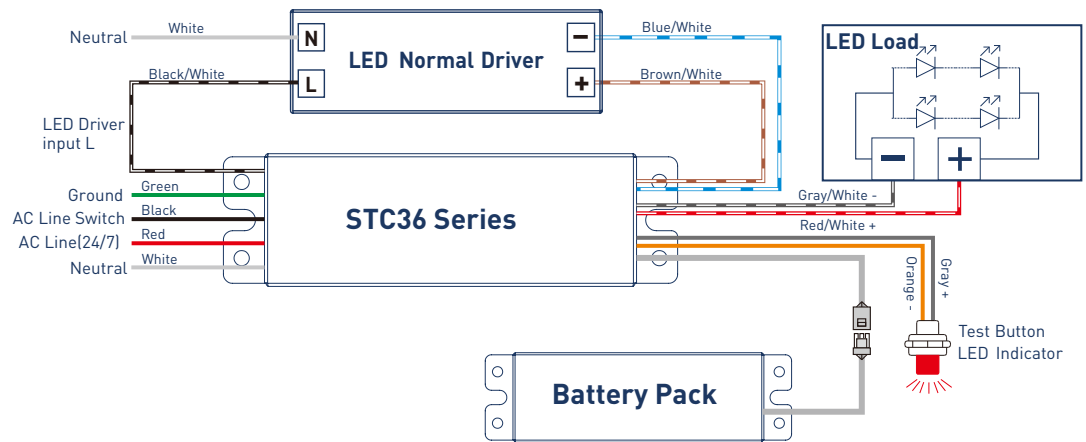 Neutral
White
N
LED Normal Driver
Black/White
L
−
Blue/White
+
Brown/White
LED Load
−
+
LED Driver
input L
Ground
Green
AC Line Switch
Black
AC Line(24/7)
Red
Neutral
White
STC36 Series
Gray/White -
Red/White +
Orange -
Gray +
Test Button
LED Indicator
Battery Pack